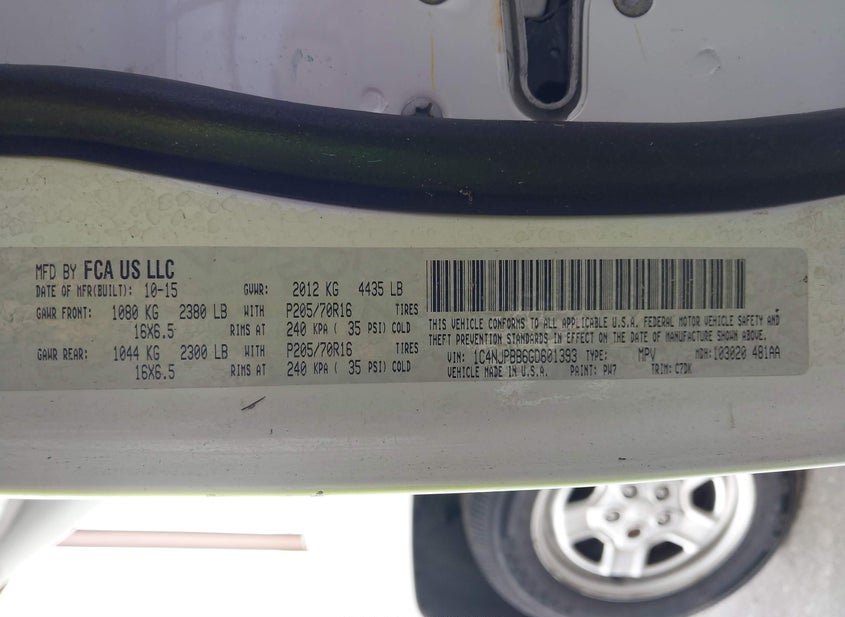 MFD BY FCA US LLC
DATE OF MFR(BUILT): 10-15 GVWR: 2012 KG 4435 LB
GAWR FRONT: 1080 KG 2380 LB WITH P205/70R16 TIRES
16X6.5 RIMS AT 240 KPA ( 35 PSI) COLD
GAWR REAR: 1044 KG 2300 LB WITH P205/70R16 TIRES
16X6.5 RIMS AT 240 KPA ( 35 PSI) COLD
THIS VEHICLE CONFORMS TO ALL APPLICABLE U.S.A. FEDERAL MOTOR VEHICLE SAFETY AND
THEFT PREVENTION STANDARDS IN EFFECT ON THE DATE OF MANUFACTURE SHOWN ABOVE.
VIN: 1C4NJPBB6GD601393 TYPE: MPV MDH: 103020 481AA
VEHICLE MADE IN U.S.A. PAINT: PW7 TRIM: C7DK